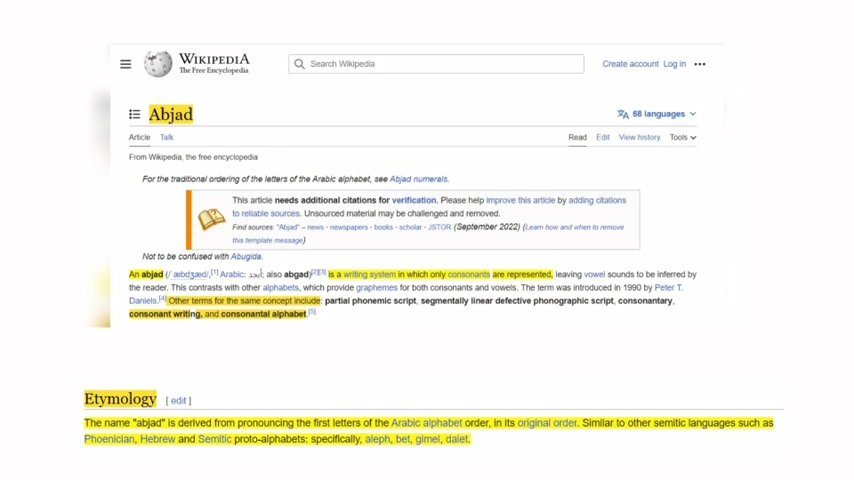 WIKIPEDIA
The Free Encyclopedia
Search Wikipedia
Create account Log in
Abjad
68 languages
Article Talk
Read Edit View history Tools
From Wikipedia, the free encyclopedia
For the traditional ordering of the letters of the Arabic alphabet, see Abjad numerals.
This article needs additional citations for verification. Please help improve this article by adding citations
to reliable sources. Unsourced material may be challenged and removed.
Find sources: "Abjad" – news · newspapers · books · scholar · JSTOR (September 2022) (Learn how and when to remove
this template message)
Not to be confused with Abugida.
An abjad (/ˈæbdʒæd/,[1] Arabic: أبجد; also abgad)[2][3] is a writing system in which only consonants are represented, leaving vowel sounds to be inferred by
the reader. This contrasts with other alphabets, which provide graphemes for both consonants and vowels. The term was introduced in 1990 by Peter T.
Daniels.[4] Other terms for the same concept include: partial phonemic script, segmentally linear defective phonographic script, consonantary,
consonant writing, and consonantal alphabet.[5]
Etymology [ edit ]
The name "abjad" is derived from pronouncing the first letters of the Arabic alphabet order, in its original order. Similar to other semitic languages such as
Phoenician, Hebrew and Semitic proto-alphabets: specifically, aleph, bet, gimel, dalet.